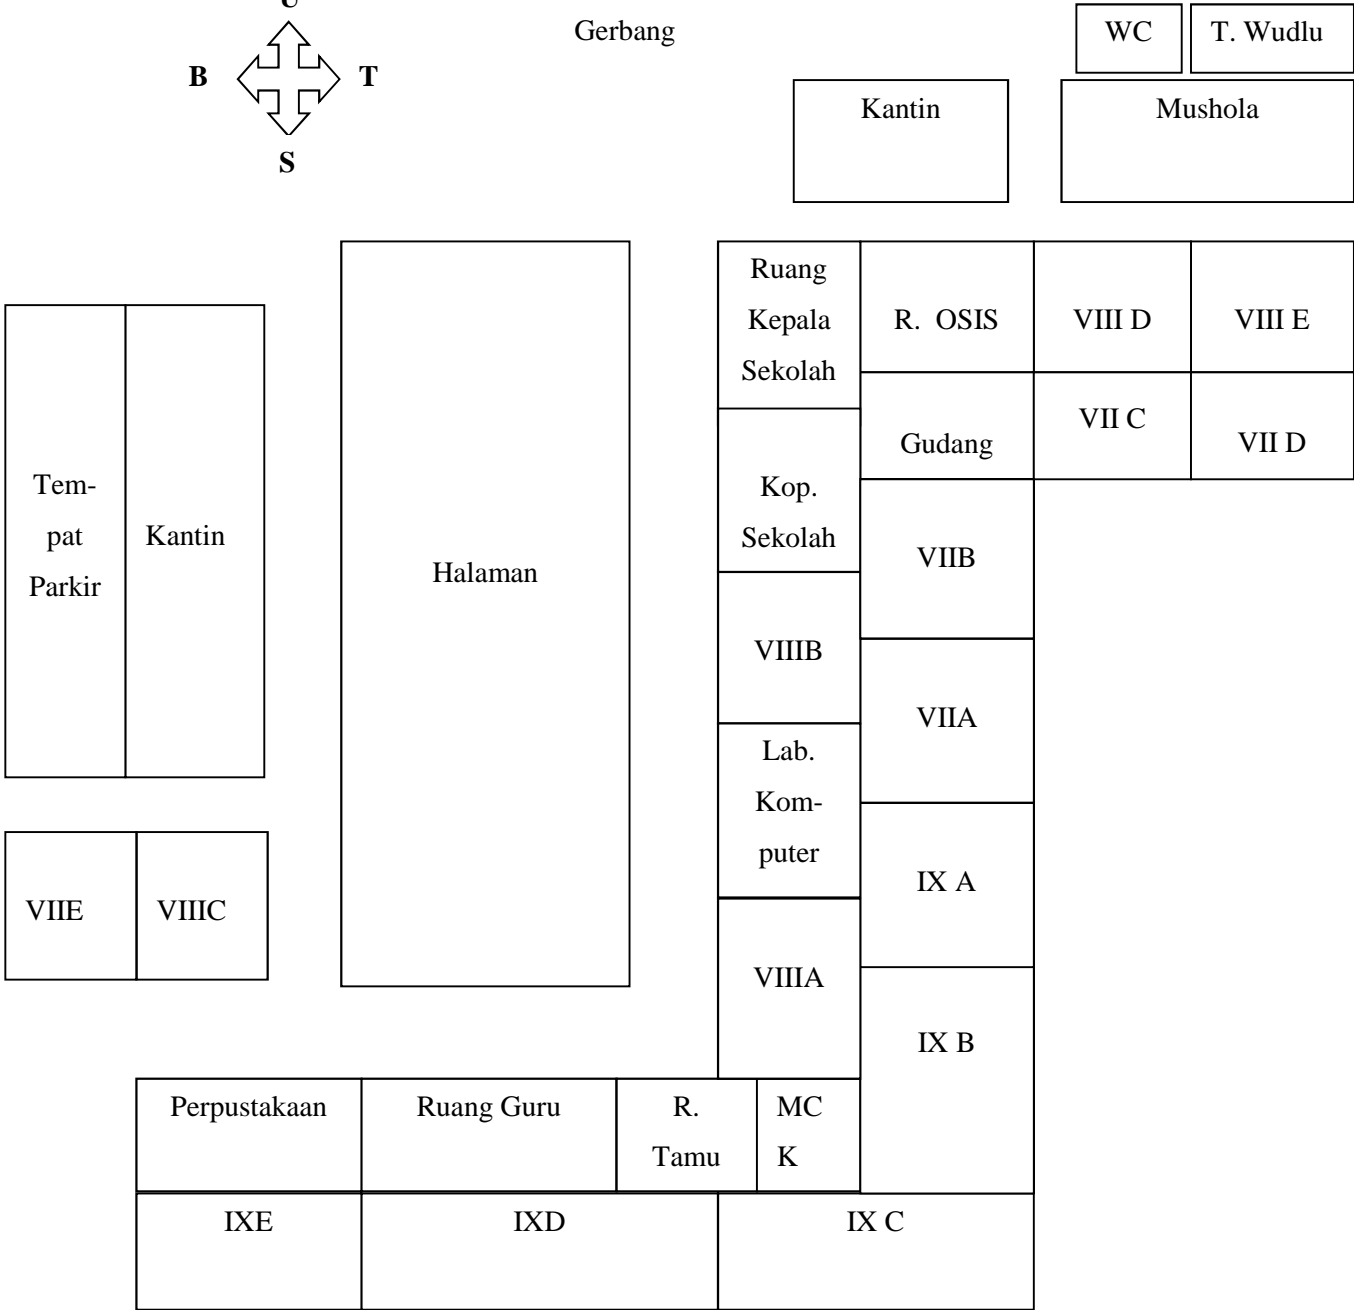 U
Gerbang
WC
T. Wudlu
B
T
Kantin
Mushola
S
Ruang
Kepala
Sekolah
R. OSIS
VIII D
VIII E
VII C
Gudang
VII D
Tem-
pat
Parkir
Kantin
Halaman
Kop.
Sekolah
VIIB
VIIIB
VIIA
Lab.
Kom-
puter
IX A
VIIE
VIIIC
VIIIA
IX B
Perpustakaan
Ruang Guru
R.
Tamu
MC
K
IXE
IXD
IX C